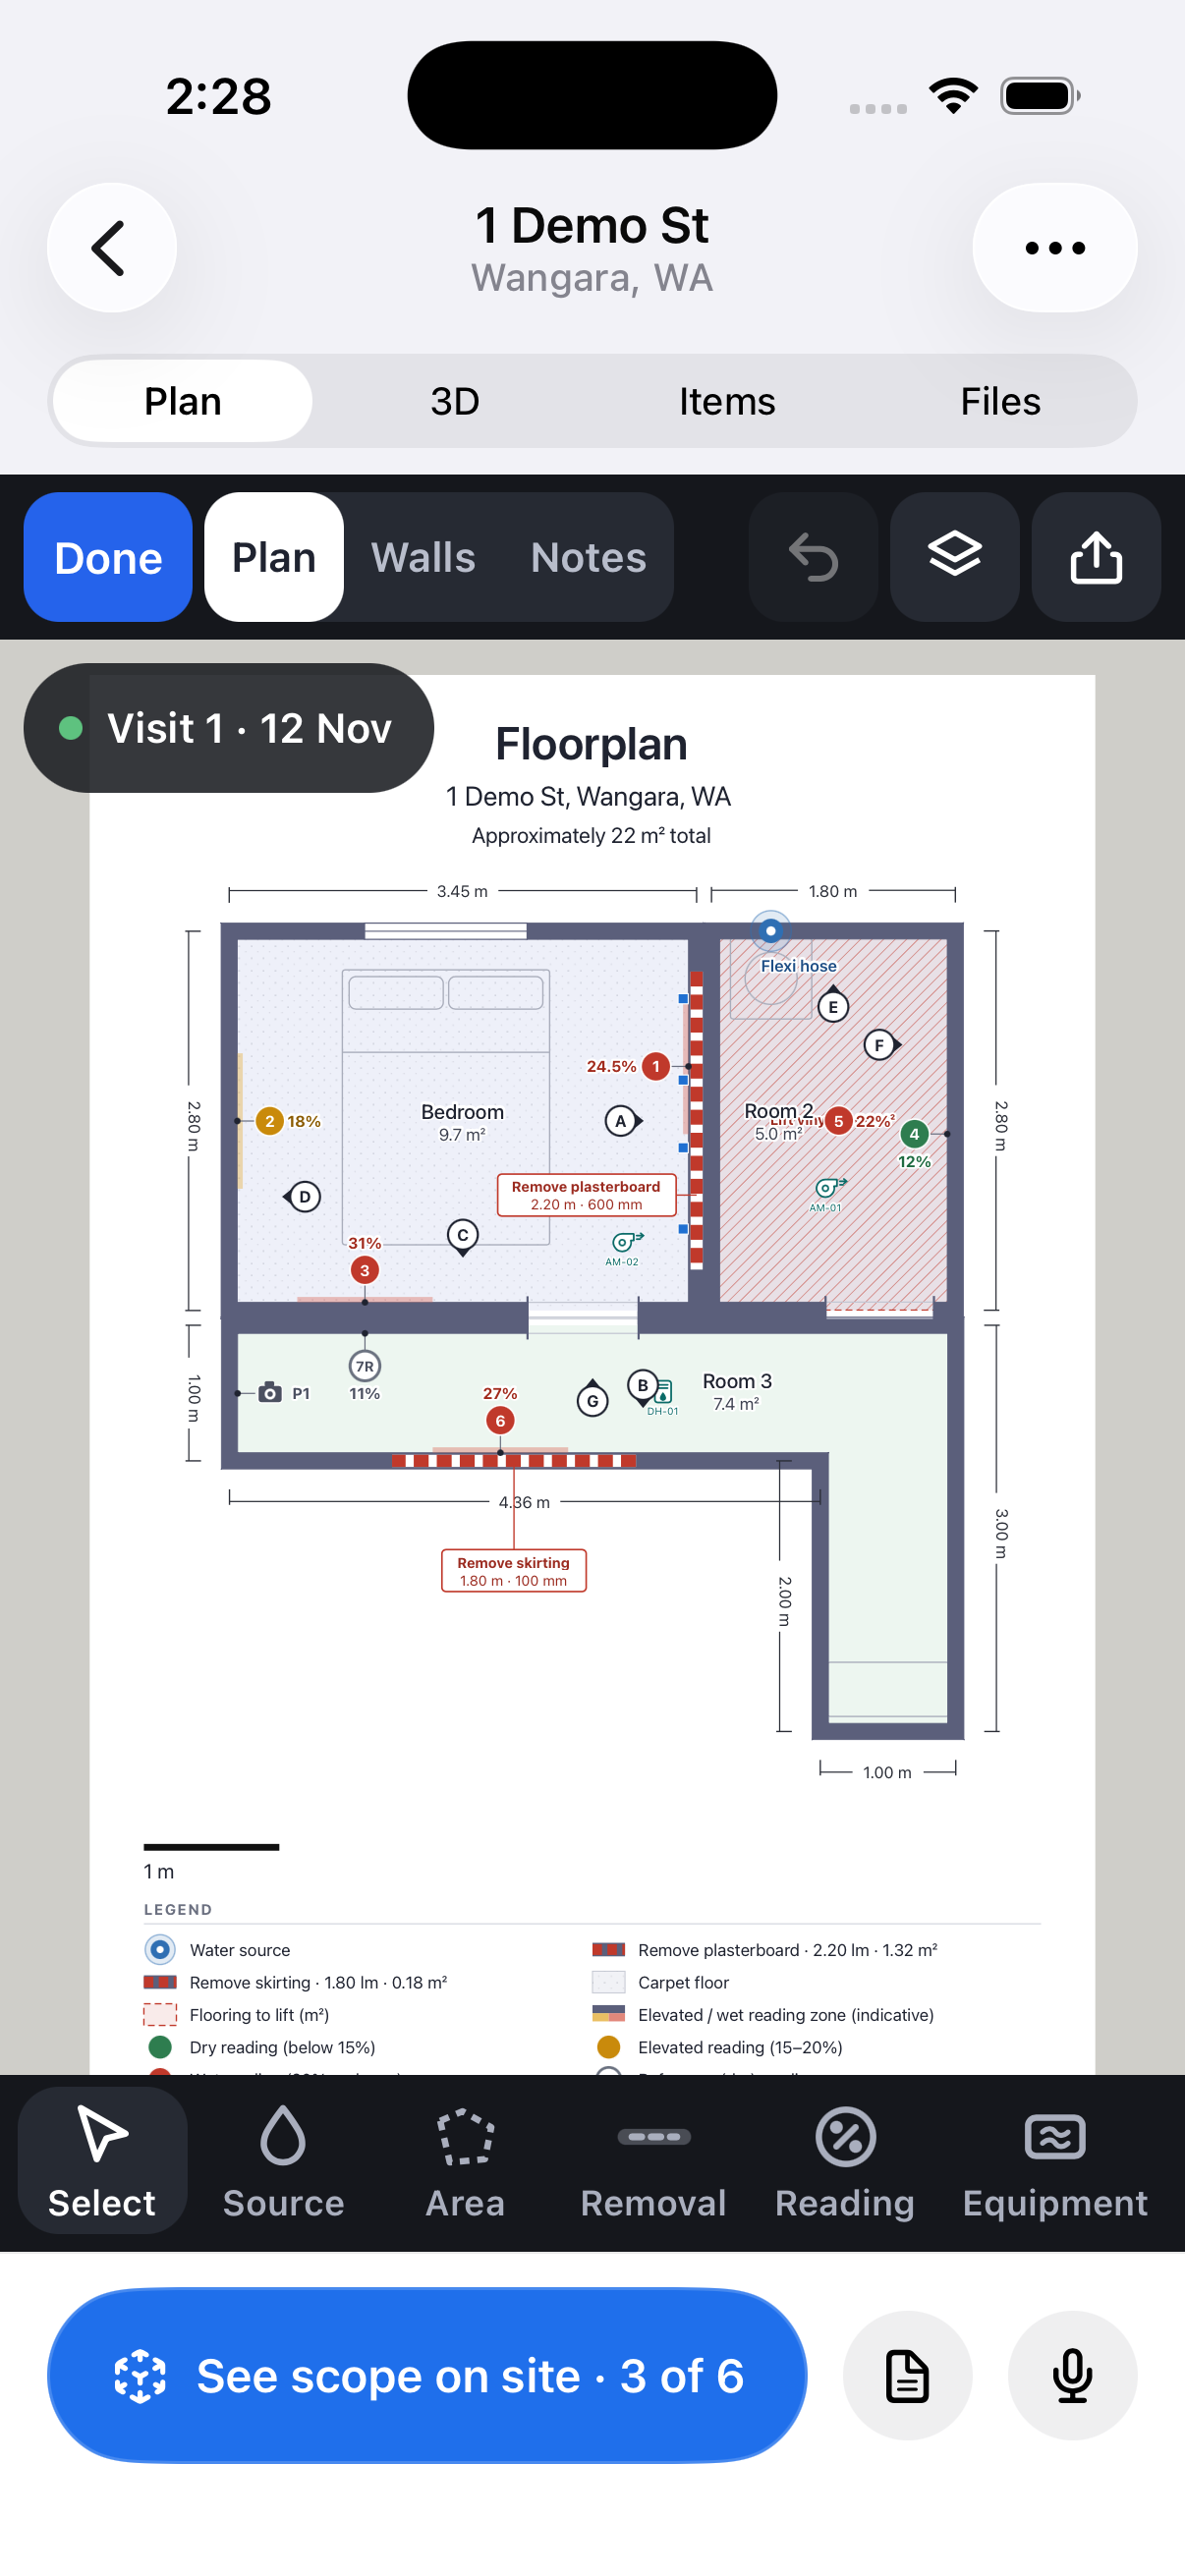 2:28
1 Demo St
Wangara, WA
Plan 3D Items Files
Done Plan Walls Notes
Visit 1 · 12 Nov
Floorplan
1 Demo St, Wangara, WA
Approximately 22 m² total
3.45 m 1.80 m
Flexi hose
E
F
24.5% 1
2.80 m
2 18%
Bedroom
9.7 m²
A
Room 2
5.0 m²
5 22%
4
12%
2.80 m
D
Remove plasterboard
2.20 m · 600 mm
AM-01
C
31%
3
AM-02
1.00 m
P1
7R
11%
27%
6
G
B
DH-01
Room 3
7.4 m²
4.36 m
Remove skirting
1.80 m · 100 mm
2.00 m
3.00 m
1.00 m
1 m
LEGEND
Water source
Remove plasterboard · 2.20 lm · 1.32 m²
Remove skirting · 1.80 lm · 0.18 m²
Carpet floor
Flooring to lift (m²)
Elevated / wet reading zone (indicative)
Dry reading (below 15%)
Elevated reading (15–20%)
Select Source Area Removal Reading Equipment
See scope on site · 3 of 6